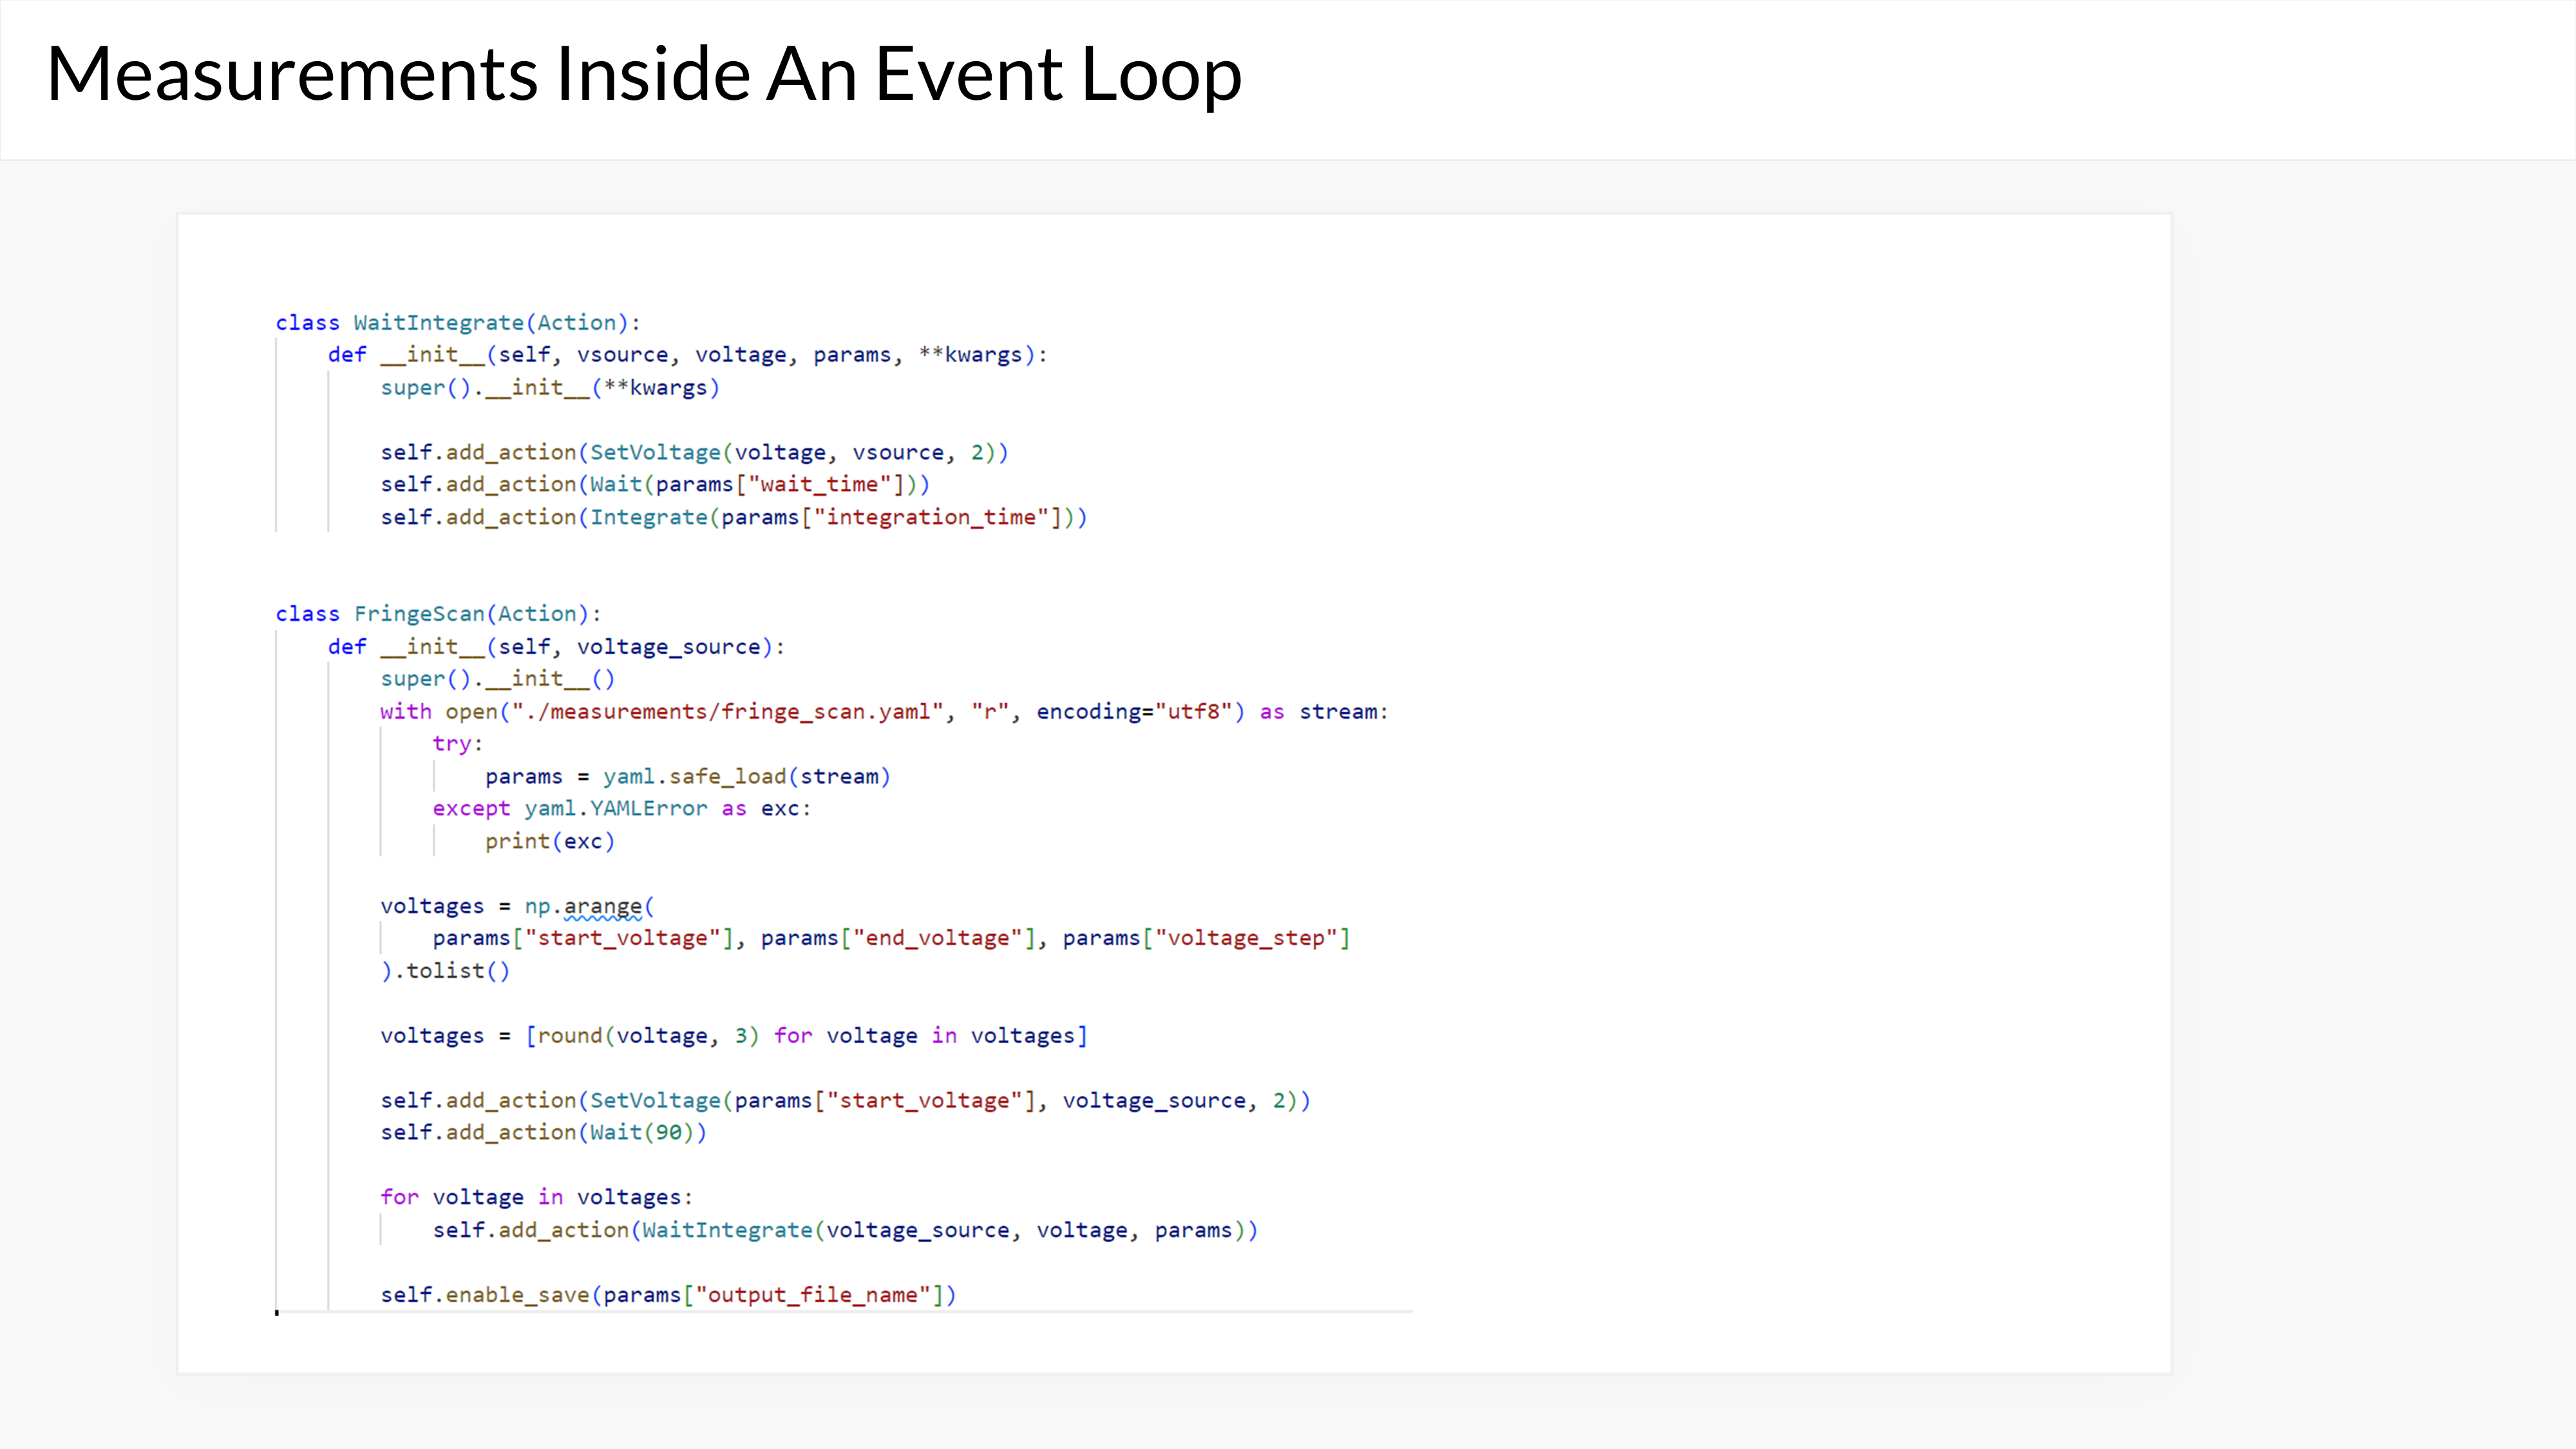 Measurements Inside An Event Loop
class WaitIntegrate(Action):
    def __init__(self, vsource, voltage, params, **kwargs):
        super().__init__(**kwargs)
        self.add_action(SetVoltage(voltage, vsource, 2))
        self.add_action(Wait(params["wait_time"]))
        self.add_action(Integrate(params["integration_time"]))
class FringeScan(Action):
    def __init__(self, voltage_source):
        super().__init__()
        with open("./measurements/fringe_scan.yaml", "r", encoding="utf8") as stream:
            try:
                params = yaml.safe_load(stream)
            except yaml.YAMLError as exc:
                print(exc)
        voltages = np.arange(
            params["start_voltage"], params["end_voltage"], params["voltage_step"]
        ).tolist()
        voltages = [round(voltage, 3) for voltage in voltages]
        self.add_action(SetVoltage(params["start_voltage"], voltage_source, 2))
        self.add_action(Wait(90))
        for voltage in voltages:
            self.add_action(WaitIntegrate(voltage_source, voltage, params))
        self.enable_save(params["output_file_name"])